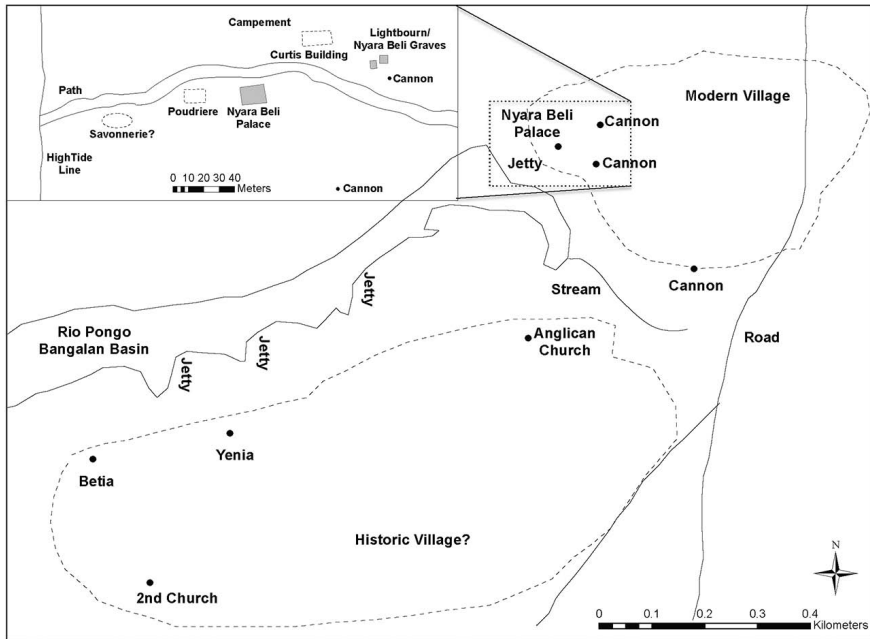 Campement
Curtis Building
Lightbourn/
Nyara Beli Graves
Cannon
Path
Poudriere
Nyara Beli
Palace
Savonnerie?
HighTide
Line
0 10 20 30 40
Meters
Cannon
Modern Village
Nyara Beli
Palace
Cannon
Jetty
Cannon
Cannon
Stream
Road
Jetty
Jetty
Jetty
Rio Pongo
Bangalan Basin
Anglican
Church
Yenia
Betia
Historic Village?
2nd Church
N
0 0.1 0.2 0.3 0.4
Kilometers